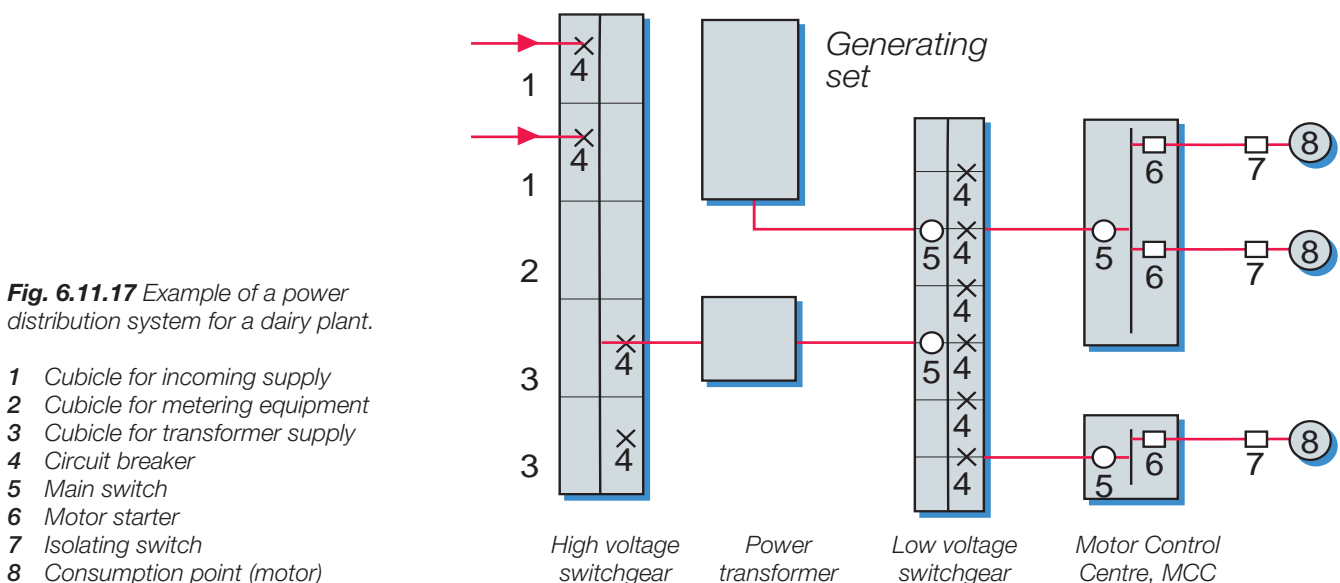 Fig. 6.11.17 Example of a power
distribution system for a dairy plant.
1 Cubicle for incoming supply
2 Cubicle for metering equipment
3 Cubicle for transformer supply
4 Circuit breaker
5 Main switch
6 Motor starter
7 Isolating switch
8 Consumption point (motor)
Generating
set
4
1
4
1
2
3
4
3
4
4
5 4
4
5 4
4
4
5
6
7
8
6
7
8
5
6
7
8
High voltage
switchgear
Power
transformer
Low voltage
switchgear
Motor Control
Centre, MCC